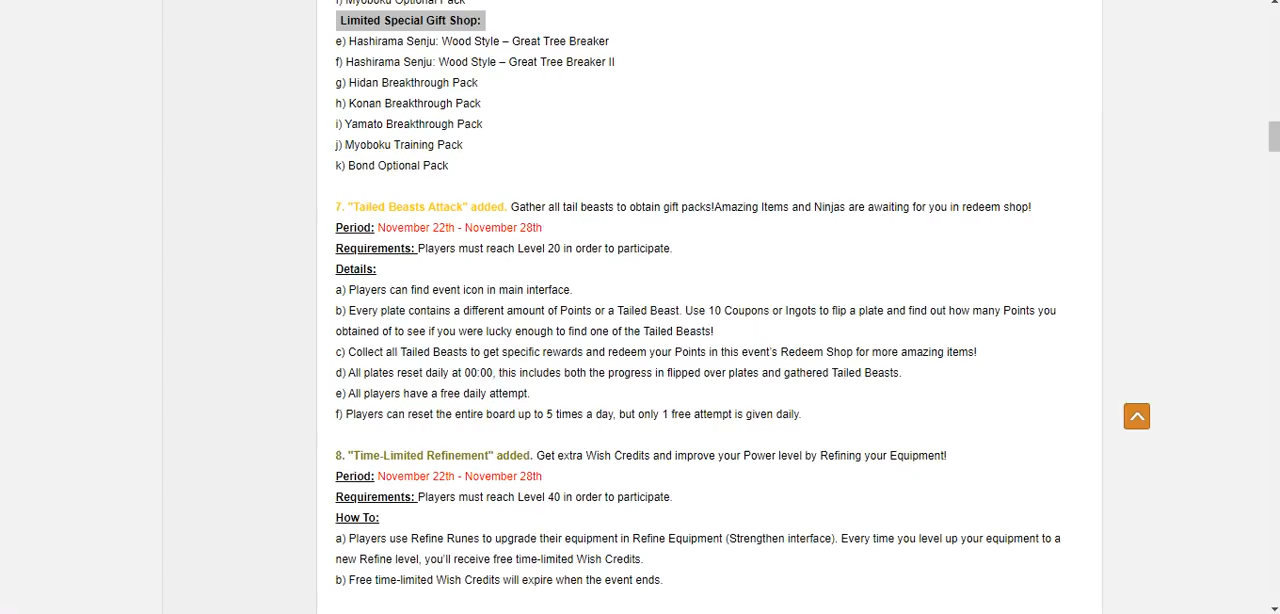 f) Myoboku Optional Pack
Limited Special Gift Shop:
e) Hashirama Senju: Wood Style – Great Tree Breaker
f) Hashirama Senju: Wood Style – Great Tree Breaker II
g) Hidan Breakthrough Pack
h) Konan Breakthrough Pack
i) Yamato Breakthrough Pack
j) Myoboku Training Pack
k) Bond Optional Pack
7. "Tailed Beasts Attack" added. Gather all tail beasts to obtain gift packs!Amazing Items and Ninjas are awaiting for you in redeem shop!
Period: November 22th - November 28th
Requirements: Players must reach Level 20 in order to participate.
Details:
a) Players can find event icon in main interface.
b) Every plate contains a different amount of Points or a Tailed Beast. Use 10 Coupons or Ingots to flip a plate and find out how many Points you
obtained of to see if you were lucky enough to find one of the Tailed Beasts!
c) Collect all Tailed Beasts to get specific rewards and redeem your Points in this event’s Redeem Shop for more amazing items!
d) All plates reset daily at 00:00, this includes both the progress in flipped over plates and gathered Tailed Beasts.
e) All players have a free daily attempt.
f) Players can reset the entire board up to 5 times a day, but only 1 free attempt is given daily.
8. "Time-Limited Refinement" added. Get extra Wish Credits and improve your Power level by Refining your Equipment!
Period: November 22th - November 28th
Requirements: Players must reach Level 40 in order to participate.
How To:
a) Players use Refine Runes to upgrade their equipment in Refine Equipment (Strengthen interface). Every time you level up your equipment to a
new Refine level, you’ll receive free time-limited Wish Credits.
b) Free time-limited Wish Credits will expire when the event ends.